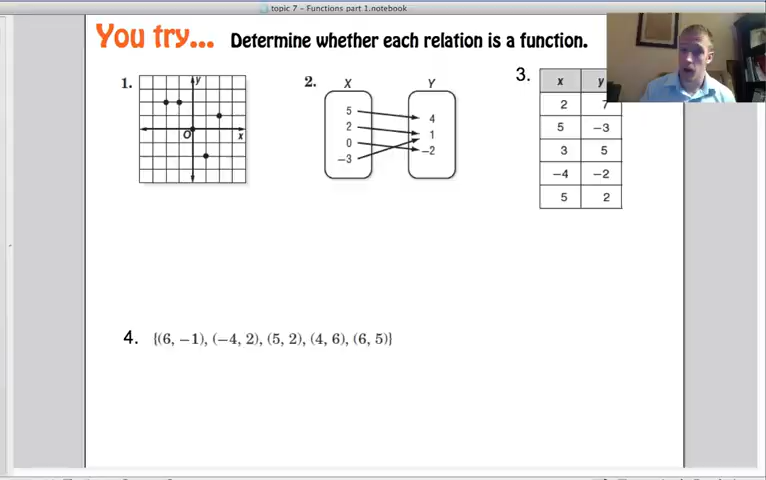 topic 7 – Functions part 1.notebook
You try... Determine whether each relation is a function.
1.
y
O
x
2.
X Y
5
2
0
−3
4
1
−2
3.
x y
2 7
5 −3
3 5
−4 −2
5 2
4. {(6, −1), (−4, 2), (5, 2), (4, 6), (6, 5)}